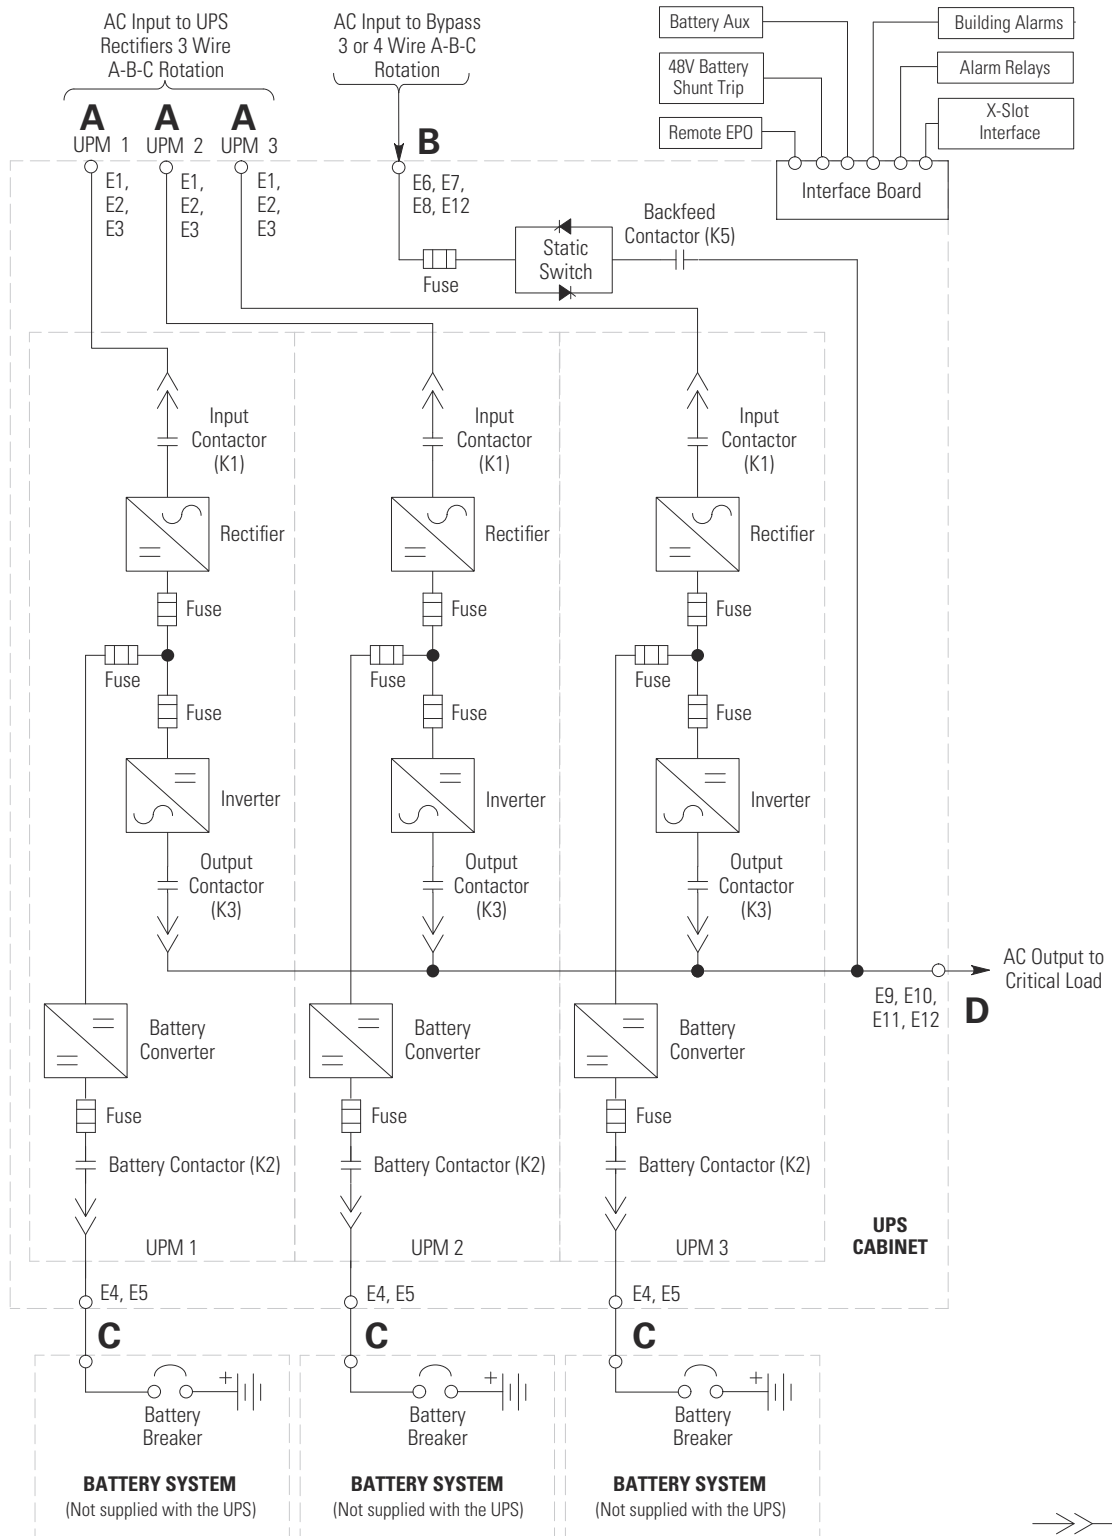 AC Input to UPS
Rectifiers 3 Wire
A-B-C Rotation
AC Input to Bypass
3 or 4 Wire A-B-C
Rotation
Battery Aux
48V Battery
Shunt Trip
Remote EPO
Building Alarms
Alarm Relays
X-Slot
Interface
Interface Board
A
UPM 1
A
UPM 2
A
UPM 3
B
E1,
E2,
E3
E1,
E2,
E3
E1,
E2,
E3
E6, E7,
E8, E12
Fuse
Static
Switch
Backfeed
Contactor (K5)
Input
Contactor
(K1)
Input
Contactor
(K1)
Input
Contactor
(K1)
Rectifier
Rectifier
Rectifier
Fuse
Fuse
Fuse
Fuse
Fuse
Fuse
Fuse
Fuse
Fuse
Inverter
Inverter
Inverter
Output
Contactor
(K3)
Output
Contactor
(K3)
Output
Contactor
(K3)
AC Output to
Critical Load
E9, E10,
E11, E12
D
Battery
Converter
Battery
Converter
Battery
Converter
Fuse
Fuse
Fuse
Battery Contactor (K2)
Battery Contactor (K2)
Battery Contactor (K2)
UPM 1
UPM 2
UPM 3
UPS
CABINET
E4, E5
E4, E5
E4, E5
C
C
C
+
+
+
Battery
Breaker
Battery
Breaker
Battery
Breaker
BATTERY SYSTEM
(Not supplied with the UPS)
BATTERY SYSTEM
(Not supplied with the UPS)
BATTERY SYSTEM
(Not supplied with the UPS)